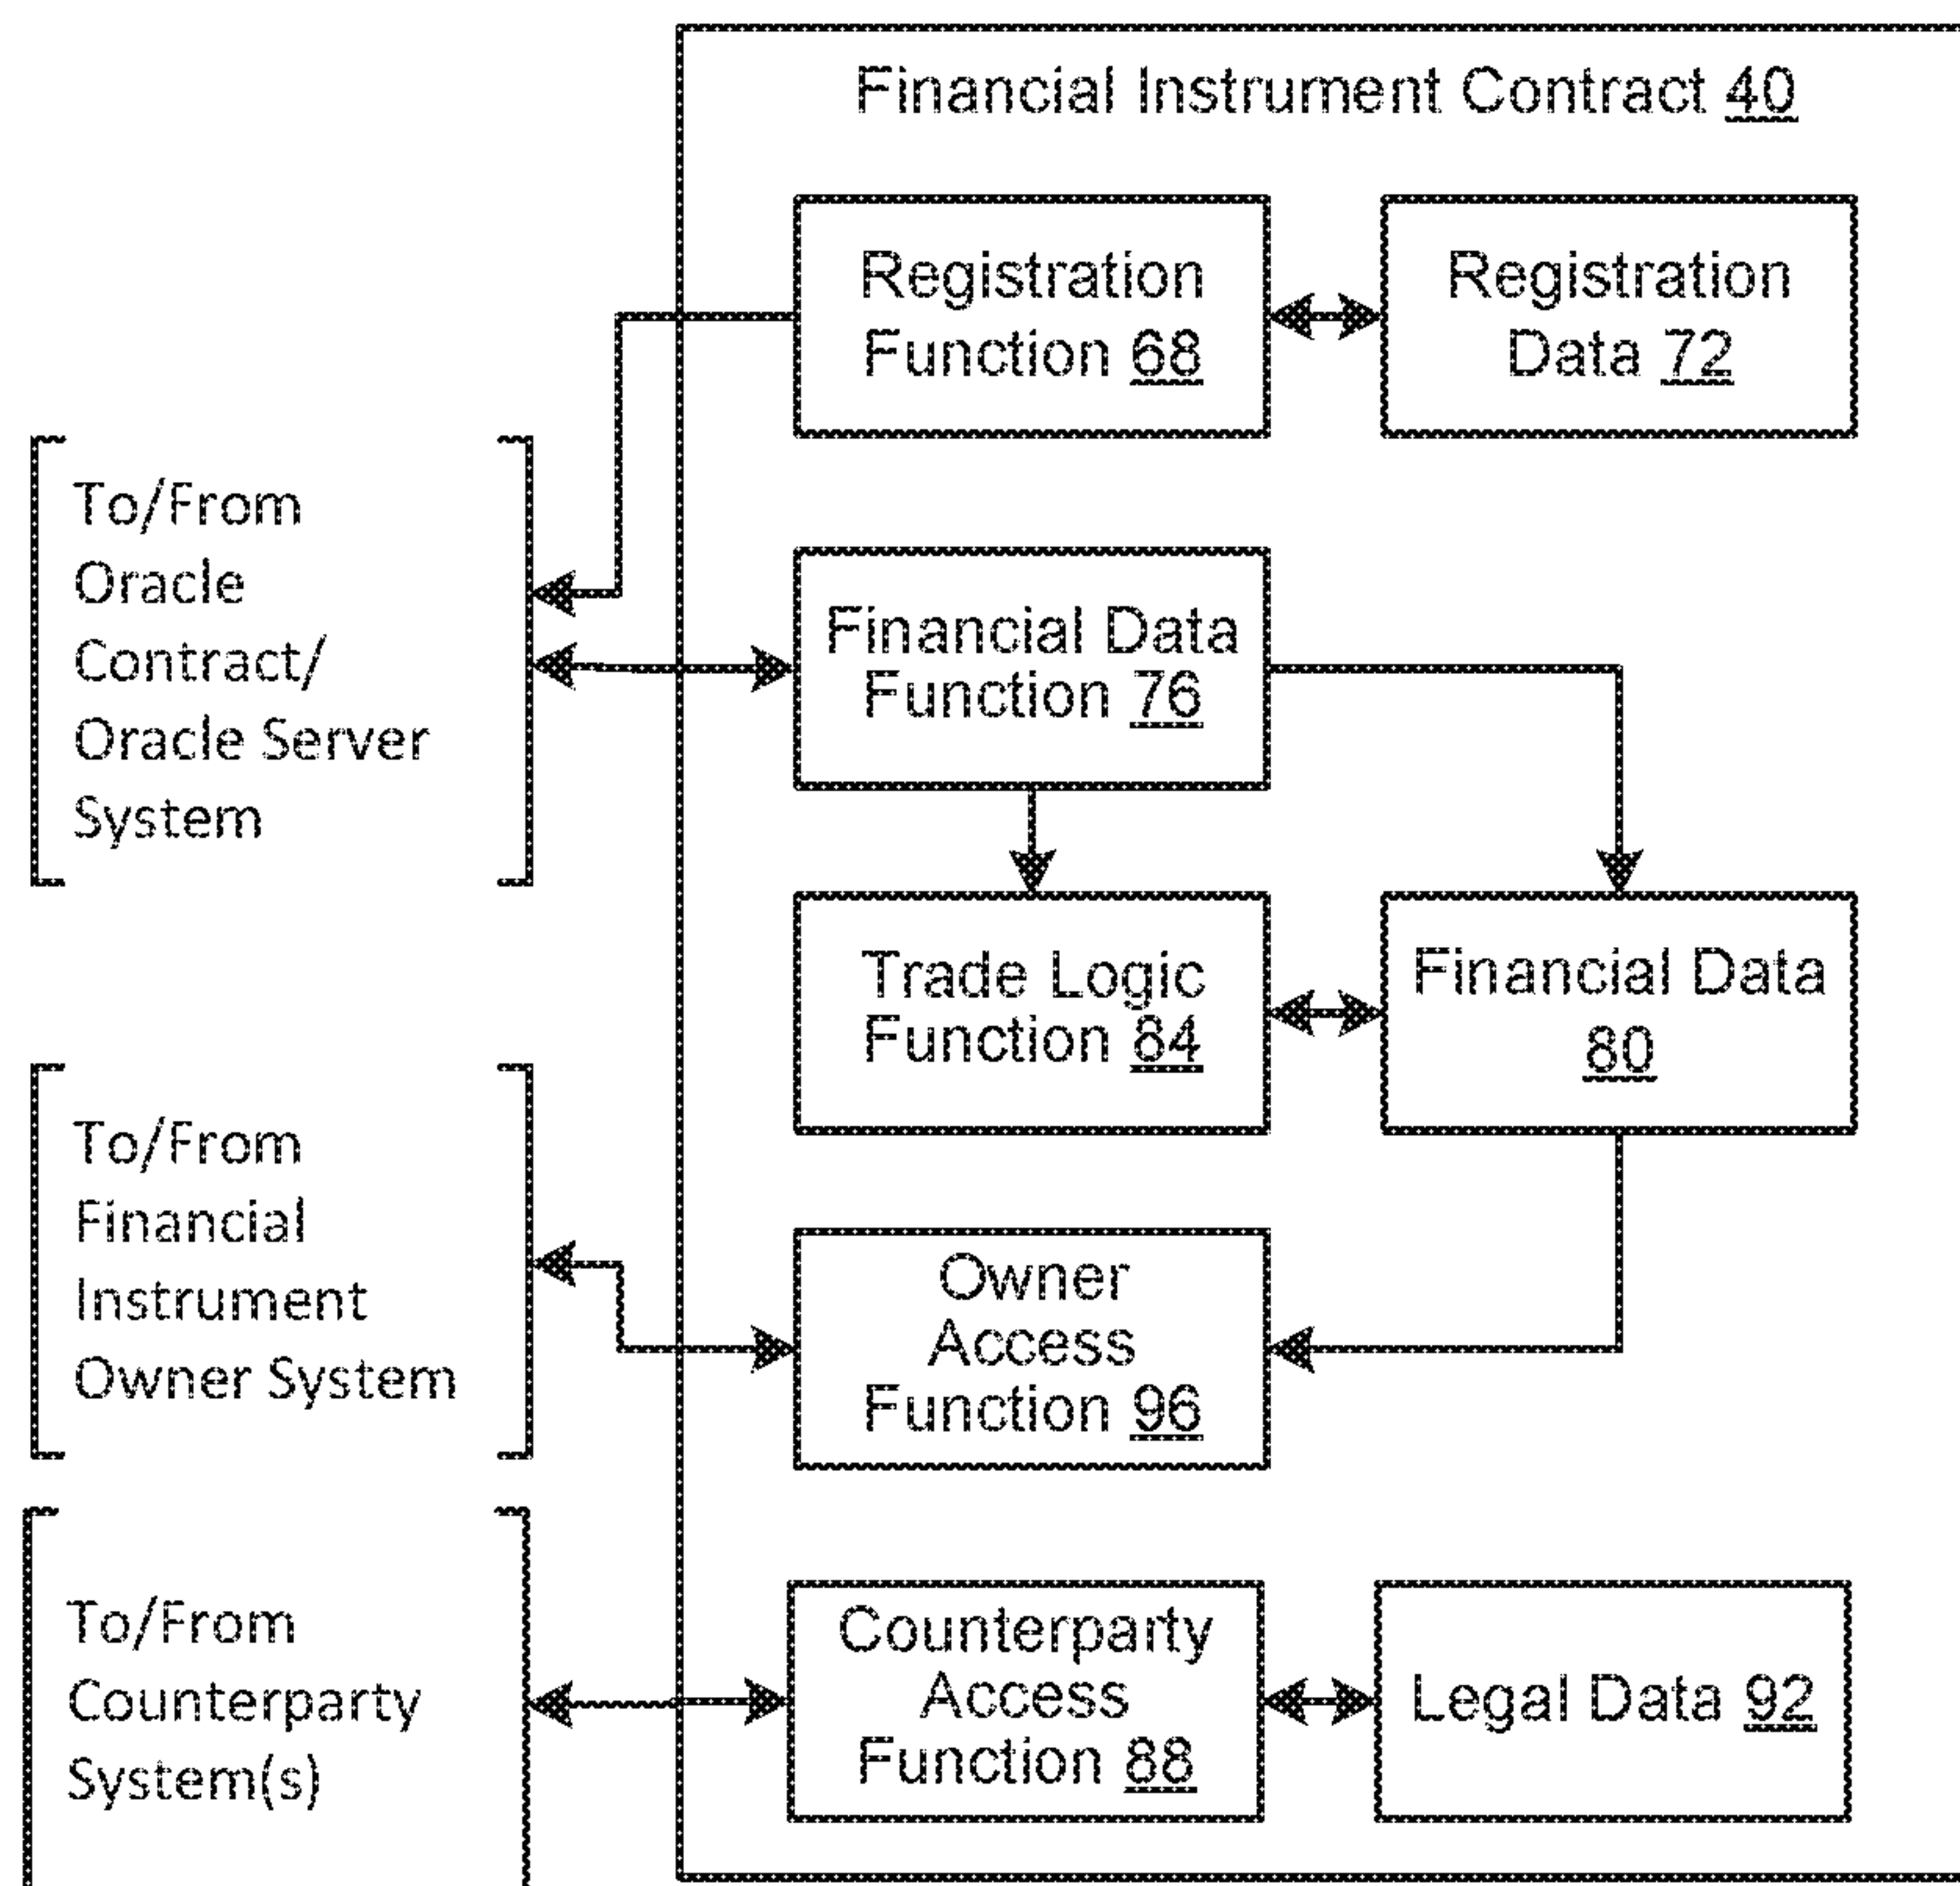 Financial Instrument Contract 40
Registration
Function 68
Registration
Data 72
To/From
Oracle
Contract/
Oracle Server
System
Financial Data
Function 76
Trade Logic
Function 84
Financial Data
80
To/From
Financial
Instrument
Owner System
Owner
Access
Function 96
To/From
Counterparty
System(s)
Counterparty
Access
Function 88
Legal Data 92